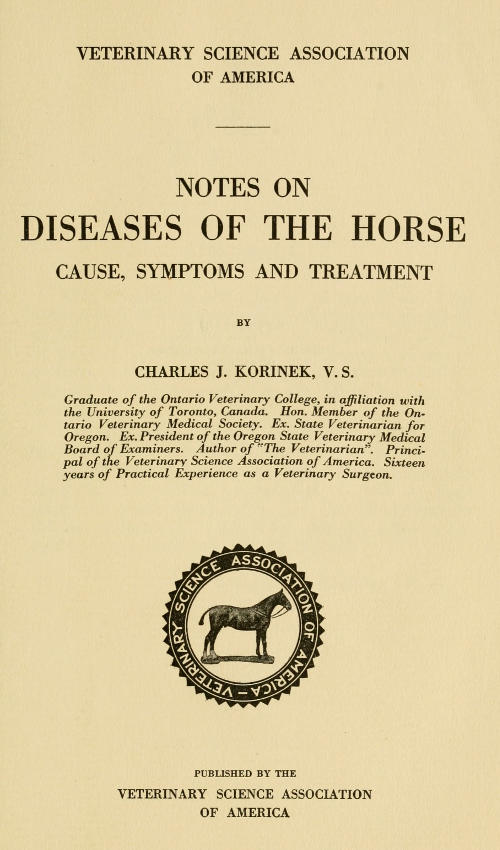 VETERINARY SCIENCE ASSOCIATION
OF AMERICA
NOTES ON
DISEASES OF THE HORSE
CAUSE, SYMPTOMS AND TREATMENT
BY
CHARLES J. KORINEK, V. S.
Graduate of the Ontario Veterinary College, in affiliation with
the University of Toronto, Canada. Hon. Member of the On-
tario Veterinary Medical Society. Ex. State Veterinarian for
Oregon. Ex. President of the Oregon State Veterinary Medical
Board of Examiners. Author of "The Veterinarian". Princi-
pal of the Veterinary Science Association of America. Sixteen
years of Practical Experience as a Veterinary Surgeon.
VETERINARY SCIENCE ASSOCIATION OF AMERICA
PUBLISHED BY THE
VETERINARY SCIENCE ASSOCIATION
OF AMERICA